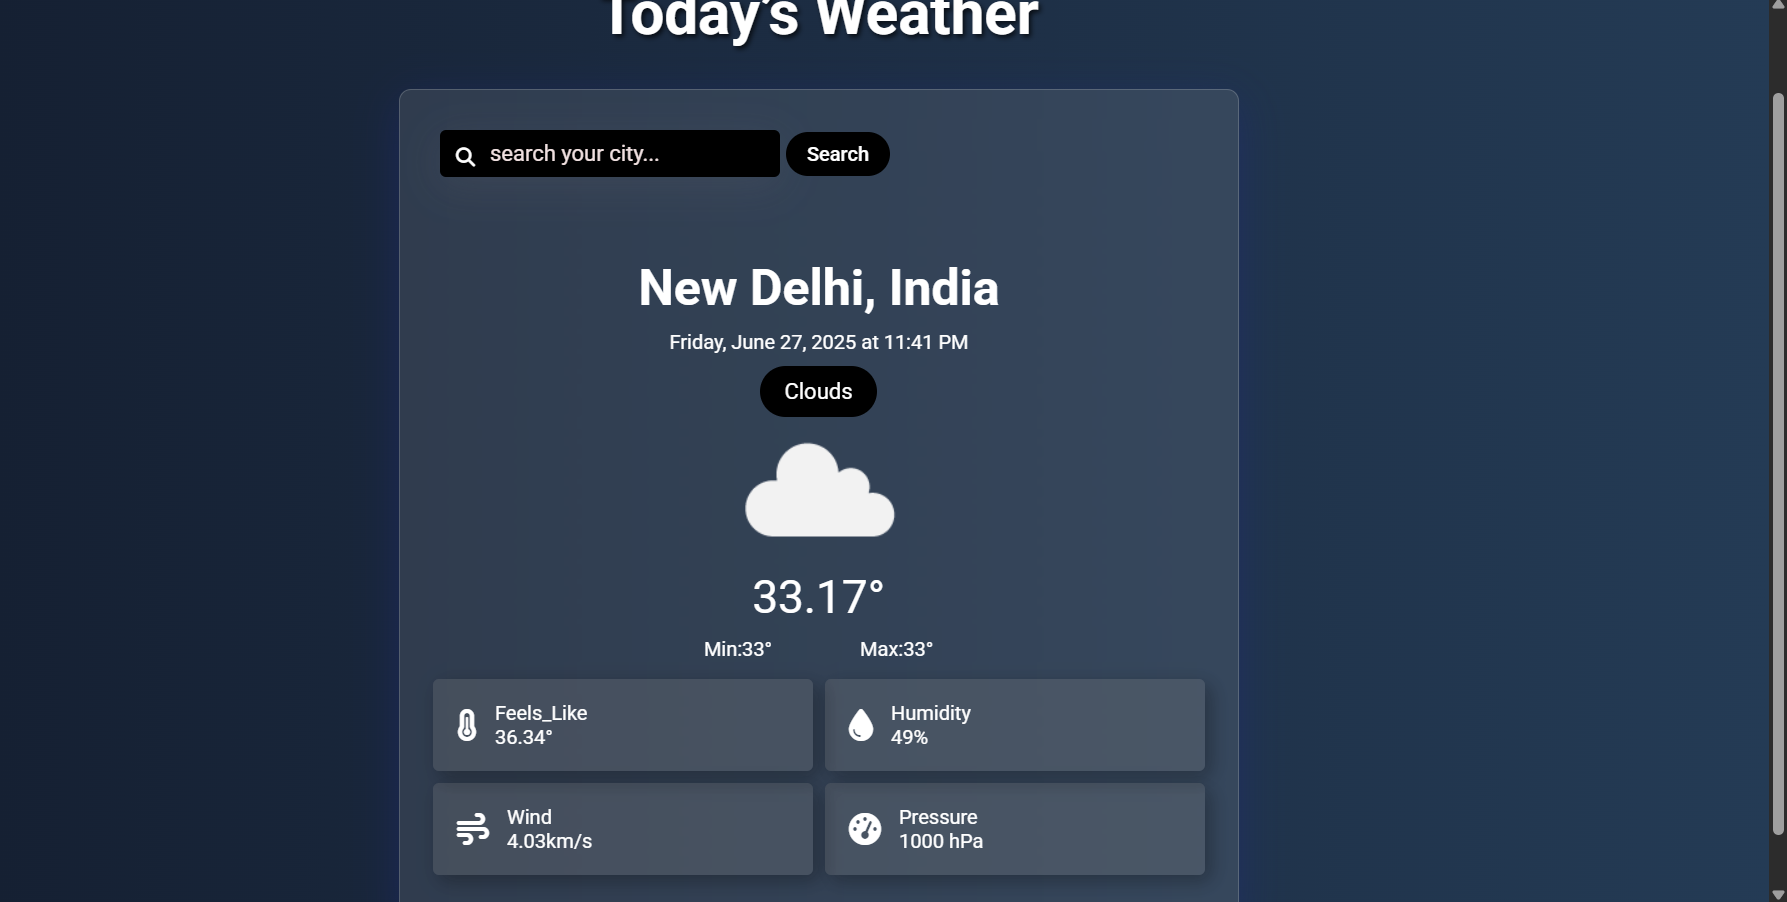 Today's Weather
search your city...
Search
New Delhi, India
Friday, June 27, 2025 at 11:41 PM
Clouds
33.17°
Min:33° Max:33°
Feels_Like
36.34°
Humidity
49%
Wind
4.03km/s
Pressure
1000 hPa